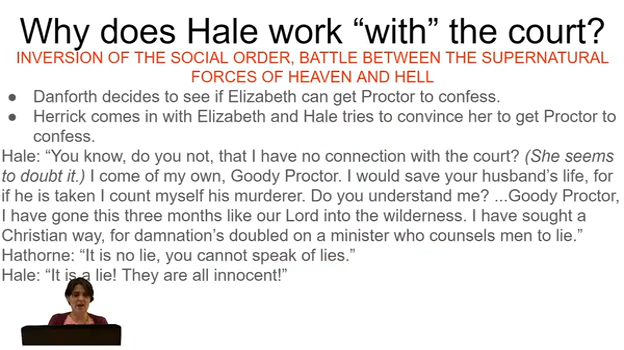 Why does Hale work “with” the court?
INVERSION OF THE SOCIAL ORDER, BATTLE BETWEEN THE SUPERNATURAL
FORCES OF HEAVEN AND HELL
● Danforth decides to see if Elizabeth can get Proctor to confess.
● Herrick comes in with Elizabeth and Hale tries to convince her to get Proctor to
confess.
Hale: “You know, do you not, that I have no connection with the court? (She seems
to doubt it.) I come of my own, Goody Proctor. I would save your husband’s life, for
if he is taken I count myself his murderer. Do you understand me? ...Goody Proctor,
I have gone this three months like our Lord into the wilderness. I have sought a
Christian way, for damnation’s doubled on a minister who counsels men to lie.”
Hathorne: “It is no lie, you cannot speak of lies.”
Hale: “It is a lie! They are all innocent!”